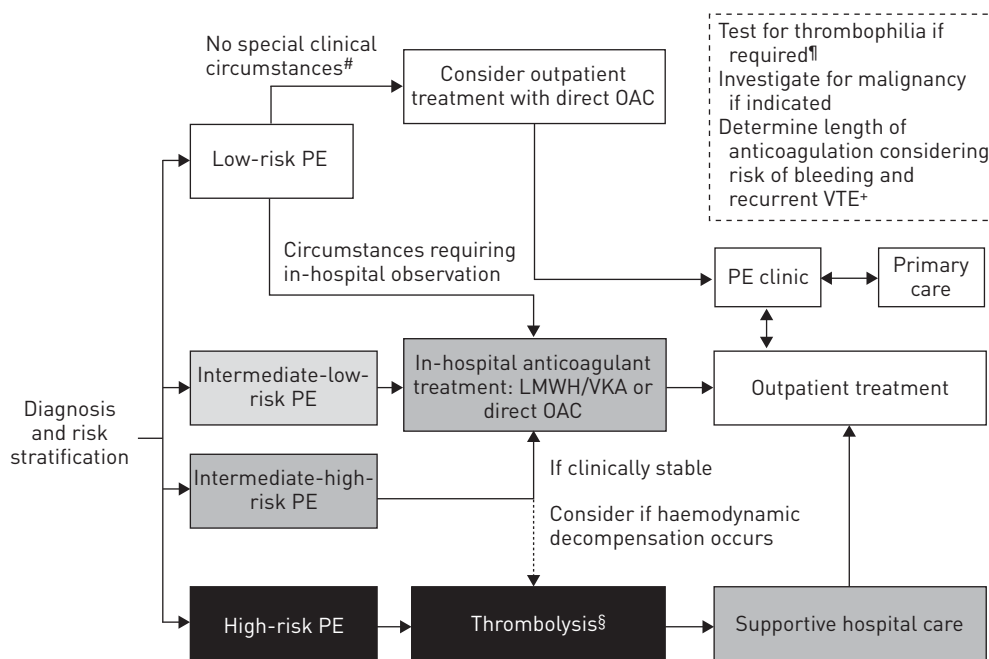 No special clinical
circumstances#
Consider outpatient
treatment with direct OAC
Test for thrombophilia if
required¶
Investigate for malignancy
if indicated
Determine length of
anticoagulation considering
risk of bleeding and
recurrent VTE+
Low-risk PE
Circumstances requiring
in-hospital observation
PE clinic
Primary
care
Intermediate-low-
risk PE
In-hospital anticoagulant
treatment: LMWH/VKA or
direct OAC
Outpatient treatment
Diagnosis
and risk
stratification
Intermediate-high-
risk PE
If clinically stable
Consider if haemodynamic
decompensation occurs
High-risk PE
Thrombolysis§
Supportive hospital care